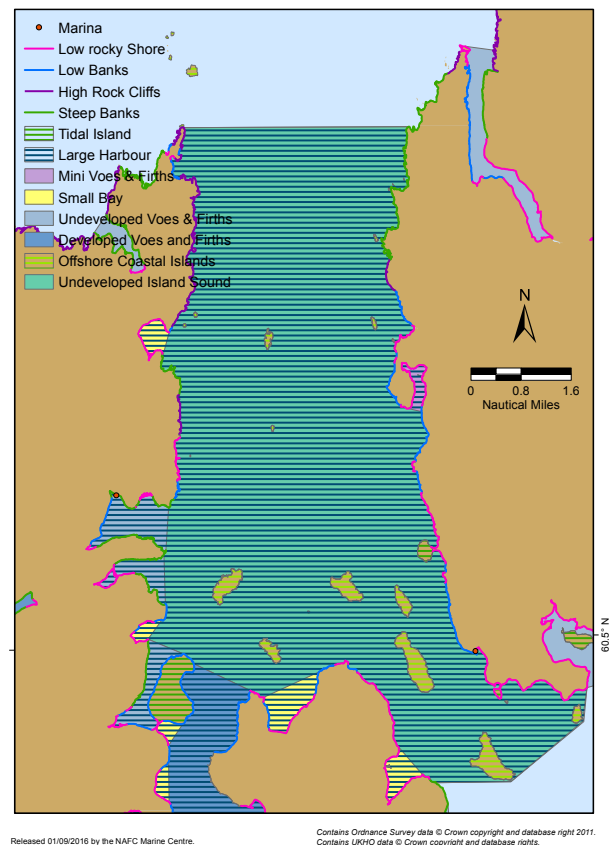 Marina
Low rocky Shore
Low Banks
High Rock Cliffs
Steep Banks
Tidal Island
Large Harbour
Mini Voes & Firths
Small Bay
Undeveloped Voes & Firths
Developed Voes and Firths
Offshore Coastal Islands
Undeveloped Island Sound
N
0 0.8 1.6
Nautical Miles
60.5° N
Released 01/09/2016 by the NAFC Marine Centre.
Contains Ordnance Survey data © Crown copyright and database right 2011.
Contains UKHO data © Crown copyright and database rights.